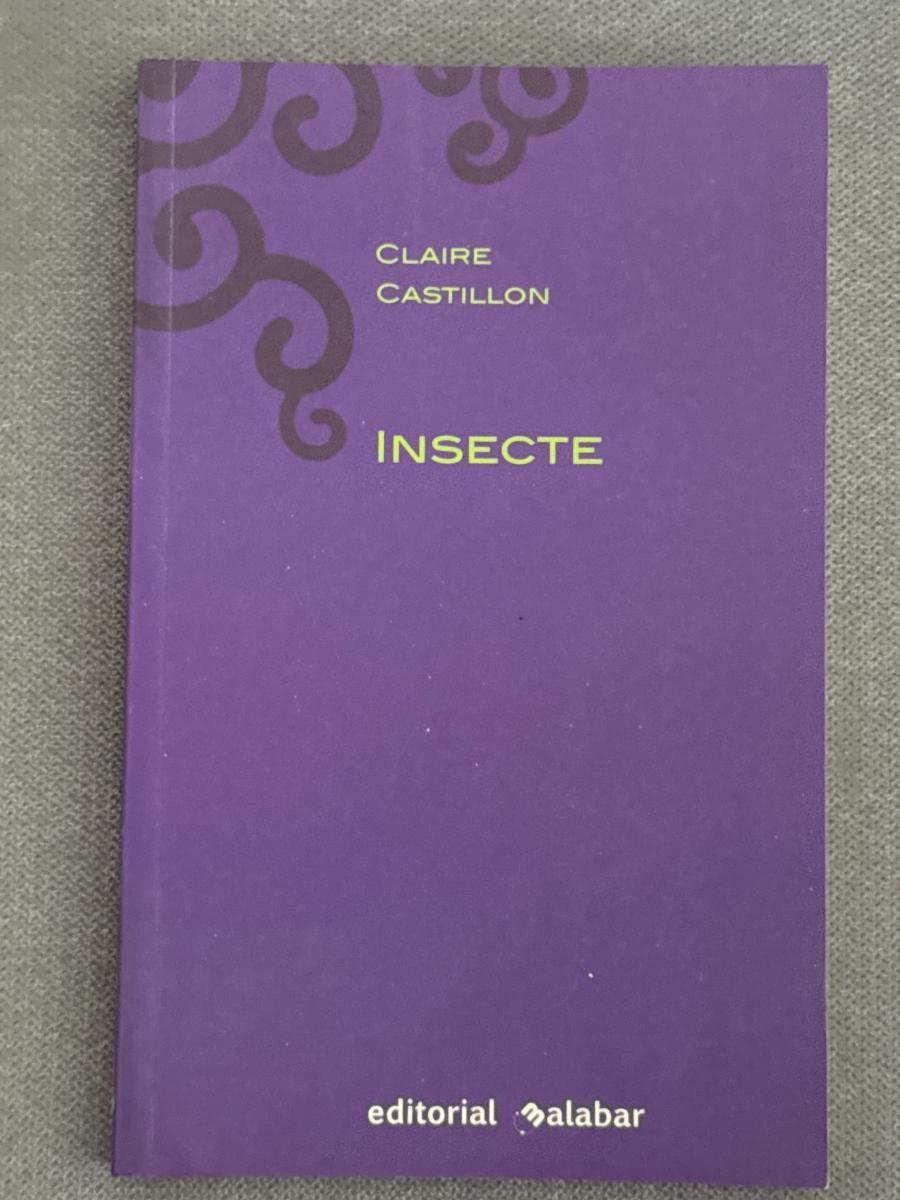 Claire
Castillon
Insecte
editorial malabar